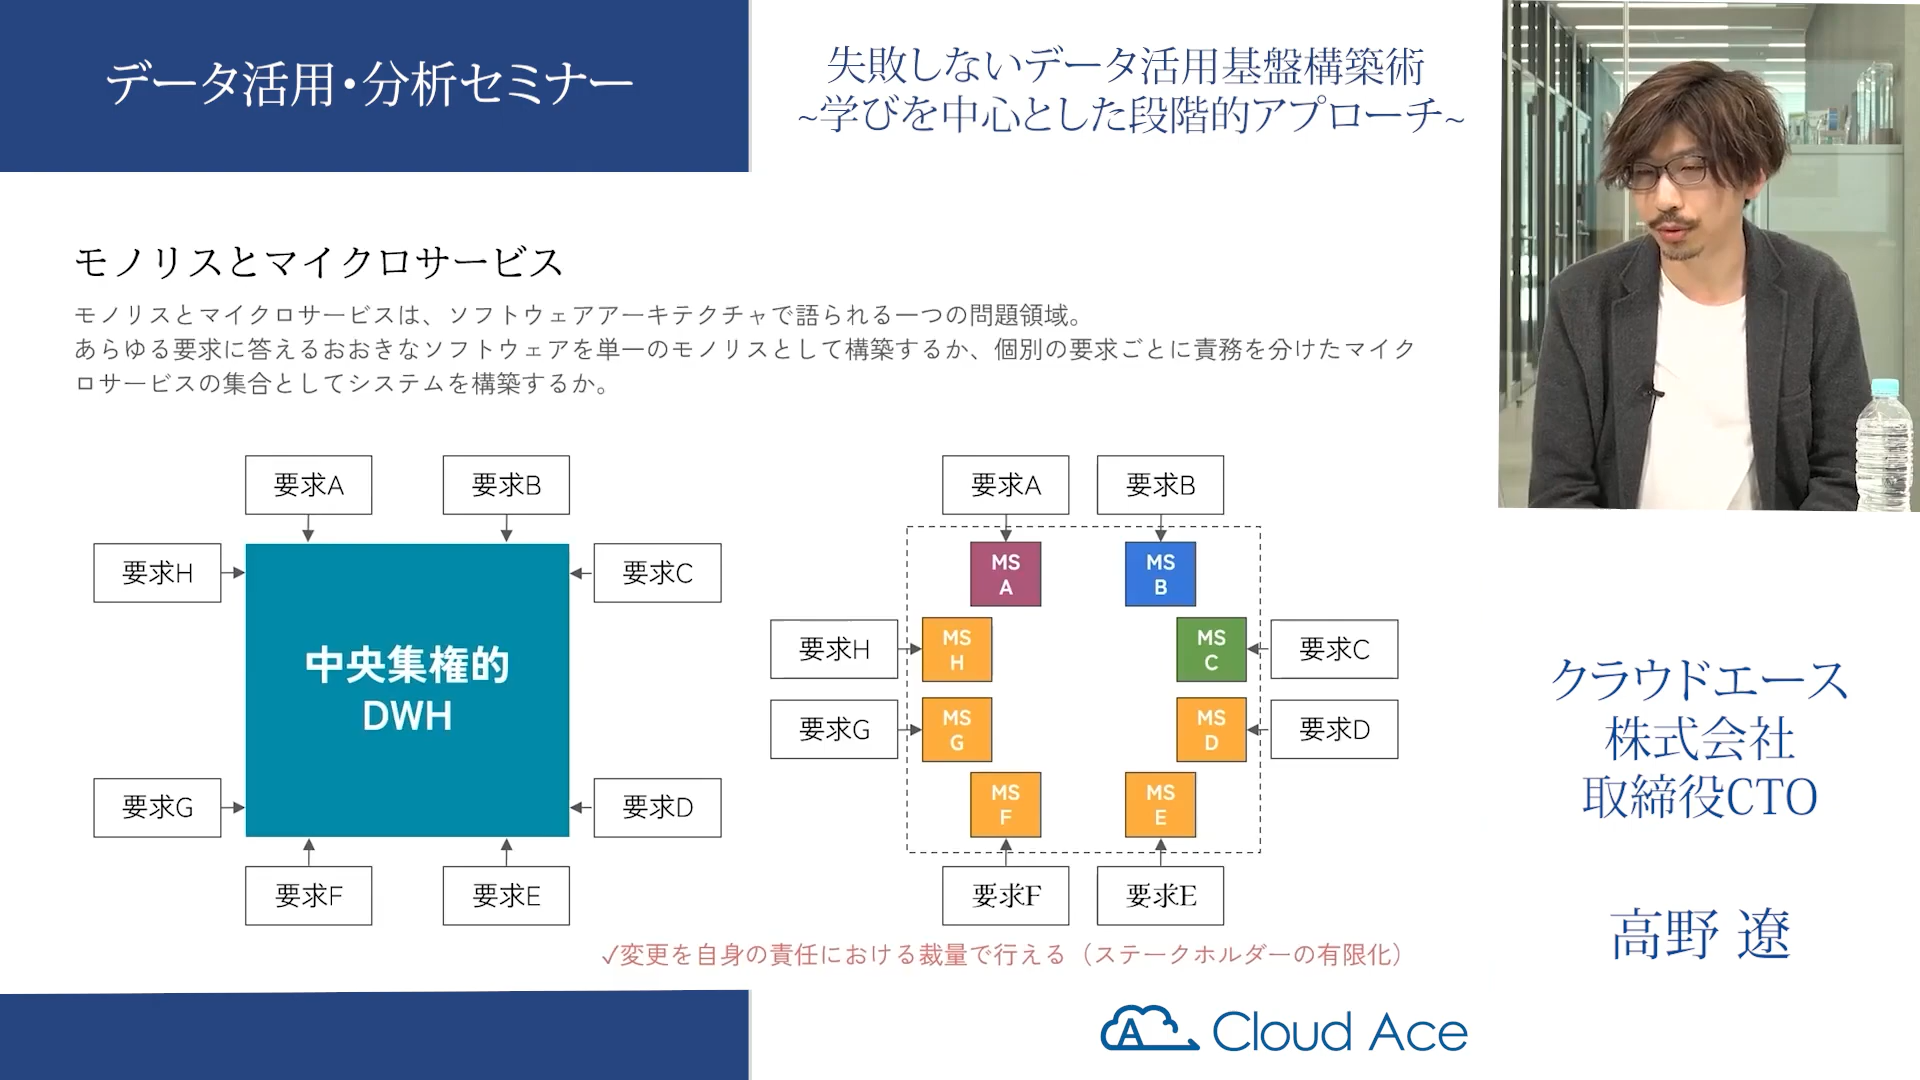 データ活用・分析セミナー
失敗しないデータ活用基盤構築術
~学びを中心とした段階的アプローチ~
モノリスとマイクロサービス
モノリスとマイクロサービスは、ソフトウェアアーキテクチャで語られる一つの問題領域。
あらゆる要求に答えるおおきなソフトウェアを単一のモノリスとして構築するか、個別の要求ごとに責務を分けたマイク
ロサービスの集合としてシステムを構築するか。
要求A
要求B
要求H
要求C
中央集権的
DWH
要求G
要求D
要求F
要求E
要求A
要求B
MS
A
MS
B
要求H
MS
H
MS
C
要求C
要求G
MS
G
MS
D
要求D
MS
F
MS
E
要求F
要求E
✓変更を自身の責任における裁量で行える（ステークホルダーの有限化）
クラウドエース
株式会社
取締役CTO
高野 遼
A
Cloud Ace